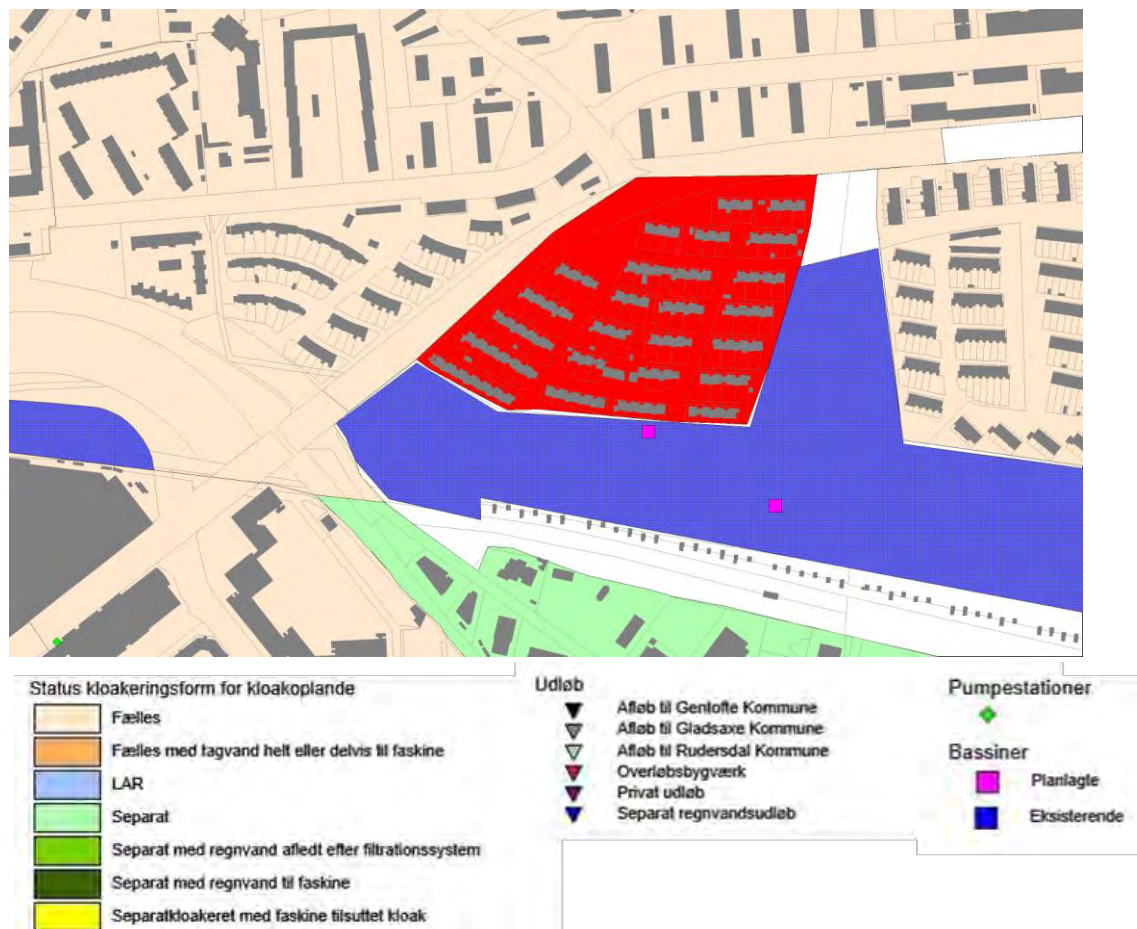 Status kloakeringsform for kloakoplande
Fælles
Fælles med tagvand helt eller delvis til faskine
LAR
Separat
Separat med regnvand afledt efter filtrationssystem
Separat med regnvand til faskine
Separatkloakeret med faskine tilsuttet kloak
Udløb
Afløb til Gentofte Kommune
Afløb til Gladsaxe Kommune
Afløb til Rudersdal Kommune
Overløbsbygværk
Privat udløb
Separat regnvandsudløb
Pumpestationer
Bassiner
Planlagte
Eksisterende